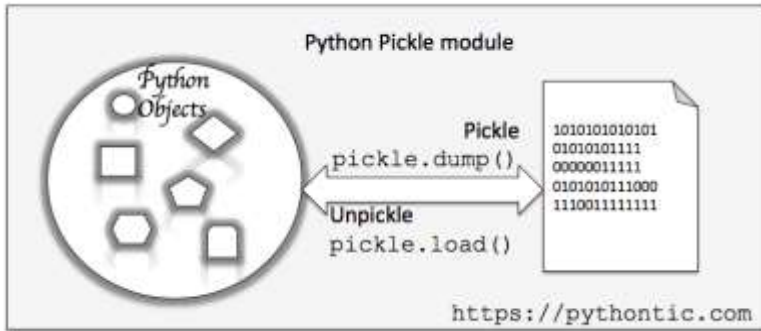 Python Pickle module
Python
Objects
Pickle
pickle.dump()
Unpickle
pickle.load()
1010101010101
01010101111
00000011111
0101010111000
1110011111111
https://pythontic.com